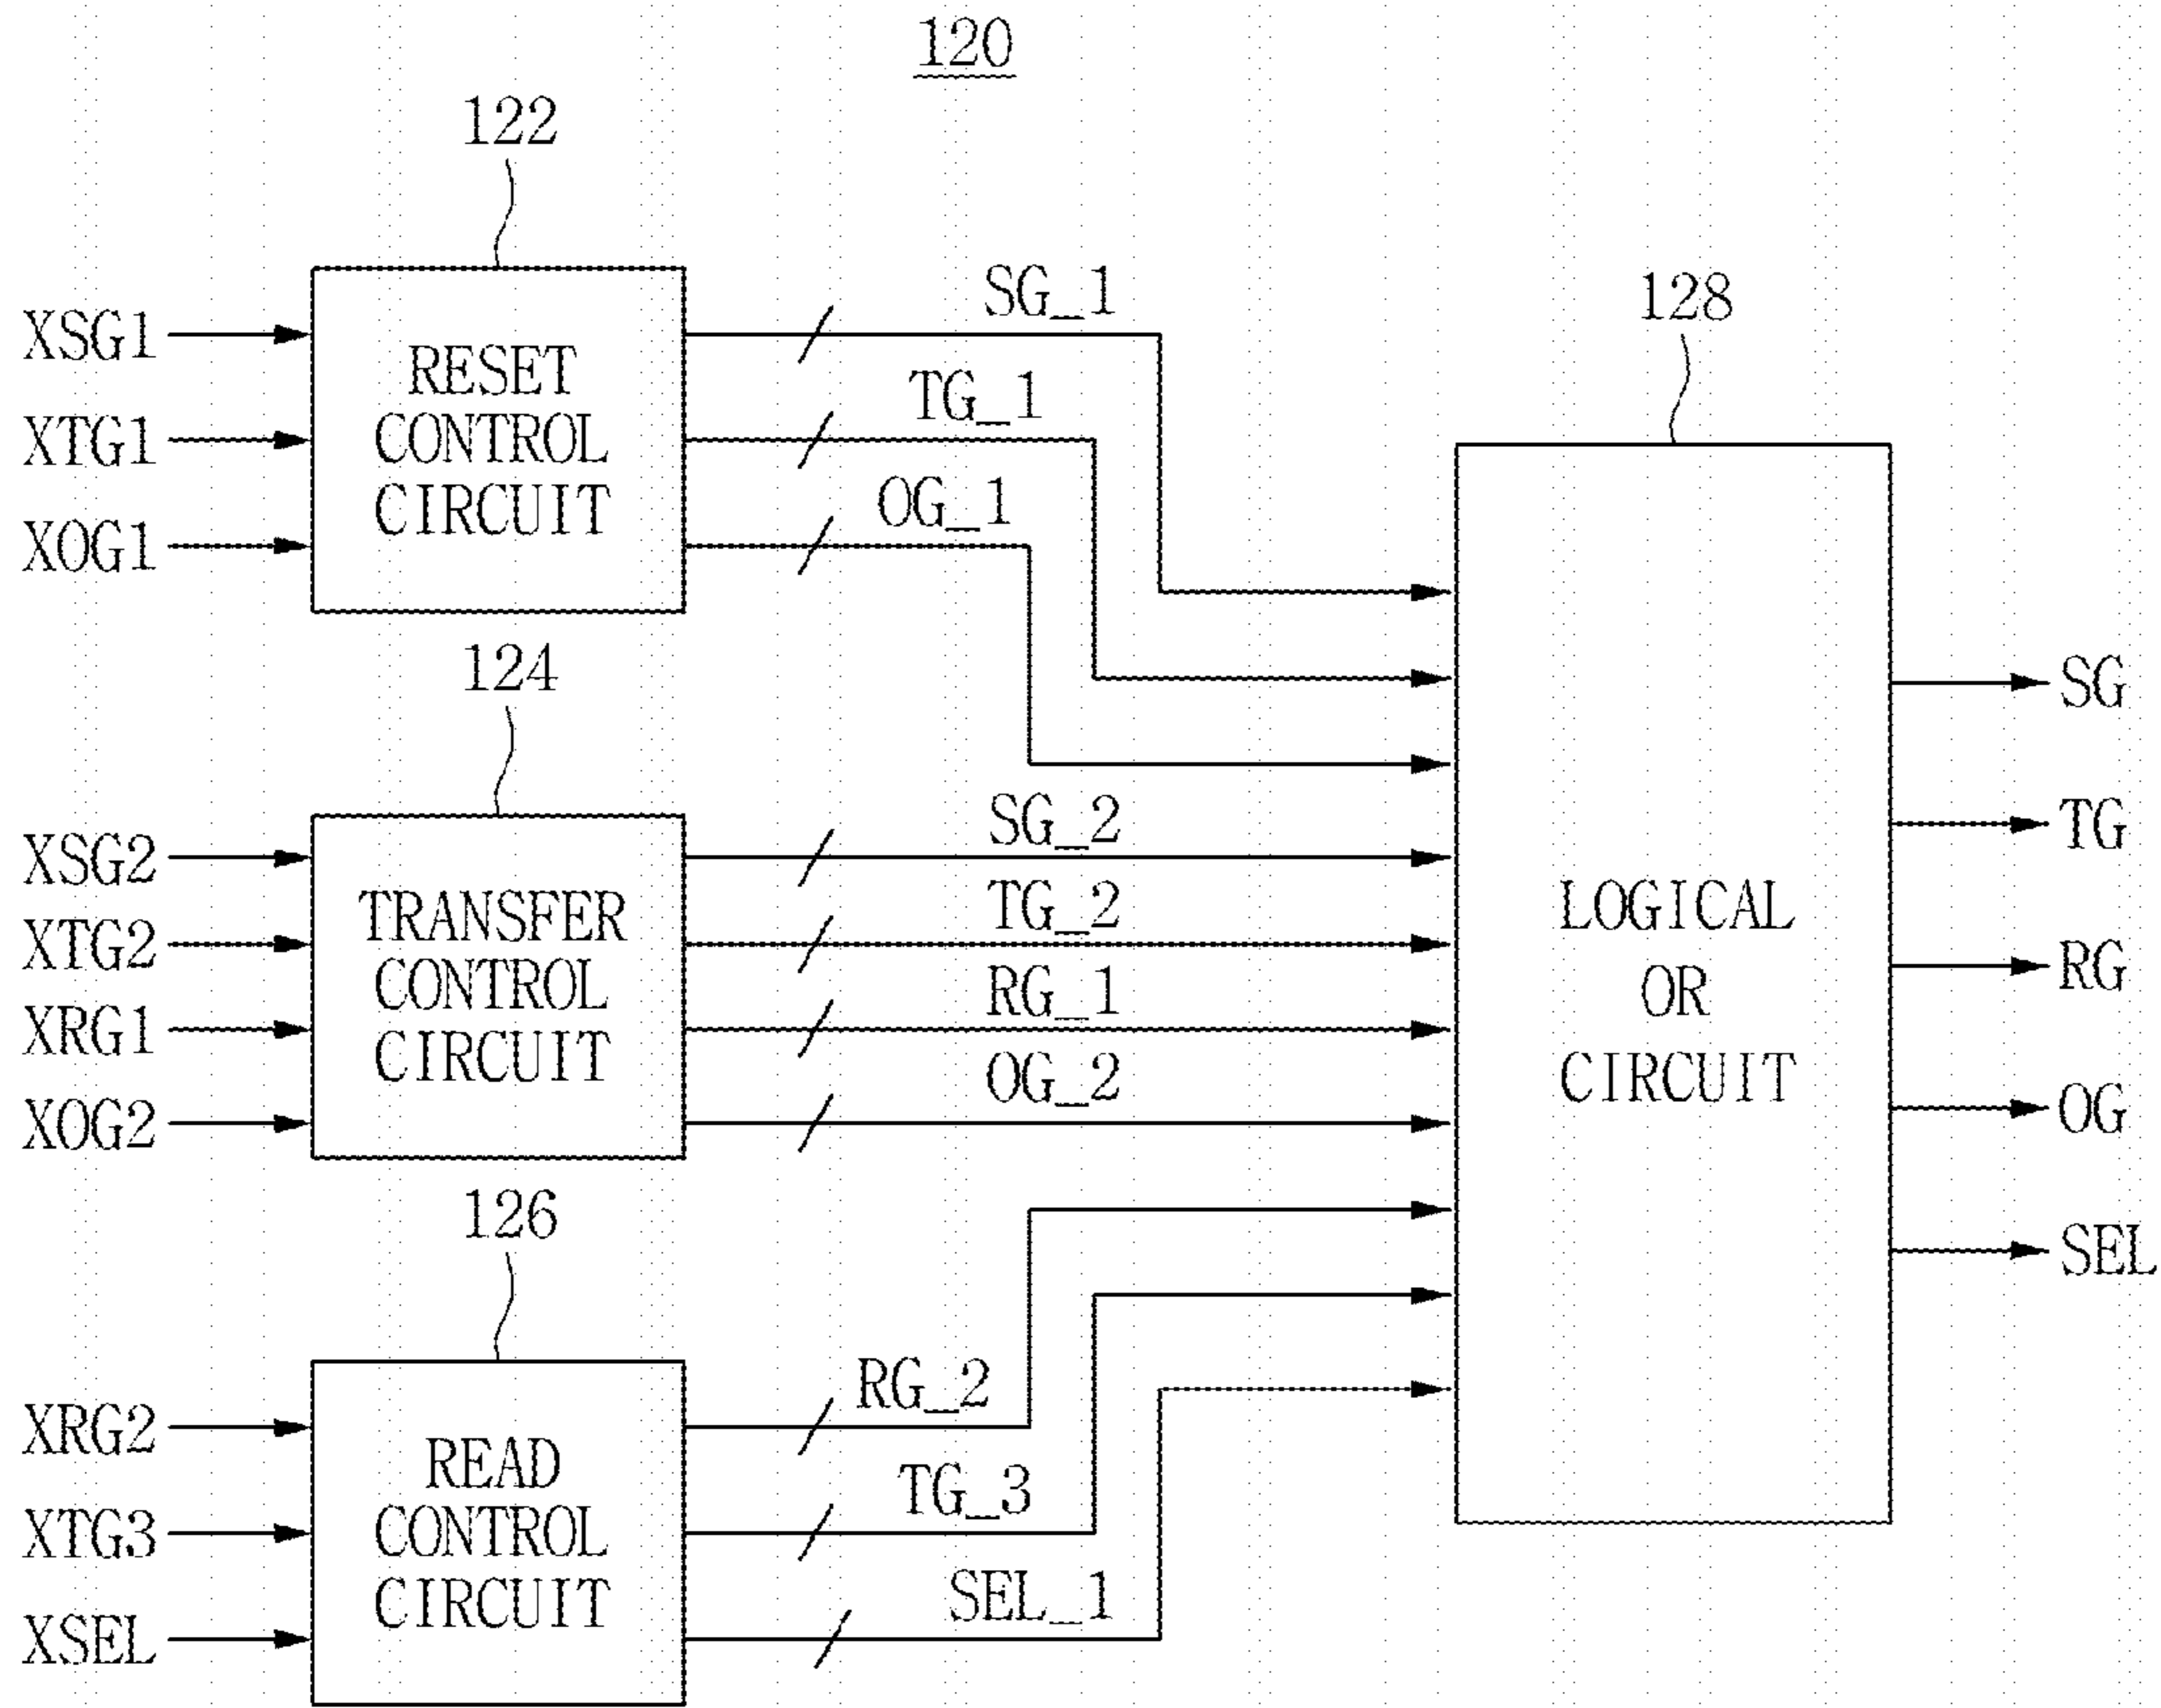 120
122
XSG1
XTG1
XOG1
RESET
CONTROL
CIRCUIT
SG_1
TG_1
OG_1
124
XSG2
XTG2
XRG1
XOG2
TRANSFER
CONTROL
CIRCUIT
SG_2
TG_2
RG_1
OG_2
126
XRG2
XTG3
XSEL
READ
CONTROL
CIRCUIT
RG_2
TG_3
SEL_1
128
LOGICAL
OR
CIRCUIT
SG
TG
RG
OG
SEL